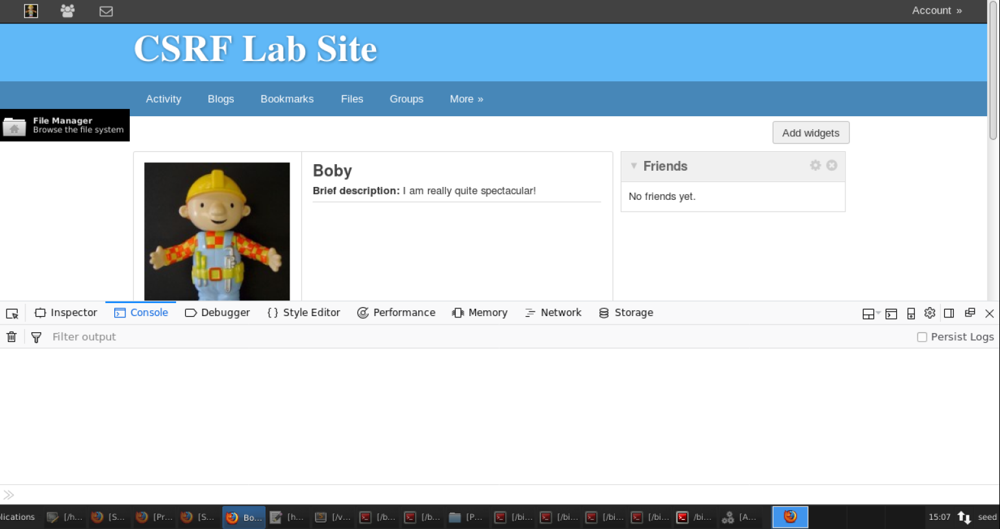 Account »
CSRF Lab Site
Activity Blogs Bookmarks Files Groups More »
File Manager
Browse the file system
Add widgets
Boby
Brief description: I am really quite spectacular!
Friends
No friends yet.
Inspector Console Debugger { } Style Editor Performance Memory Network Storage
Filter output
Persist Logs
plications [/h... [S... [Pr... [S... Bo... [h... [/v... [/b... [/b... [P... [/bi... [/bi... [/bi... [/bi... /bi... [A... 15:07 seed